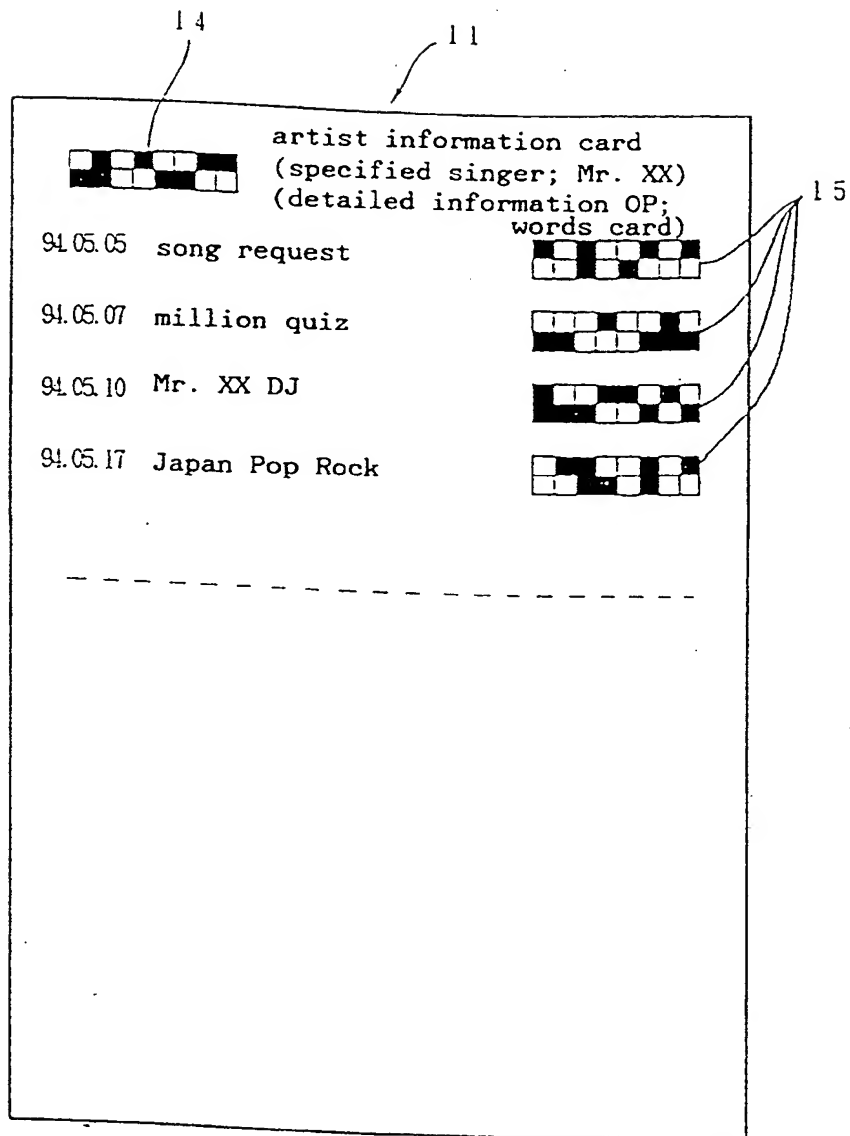 14
11
artist information card
(specified singer; Mr. XX)
(detailed information OP;
words card)
15
94.05.05 song request
94.05.07 million quiz
94.05.10 Mr. XX DJ
94.05.17 Japan Pop Rock